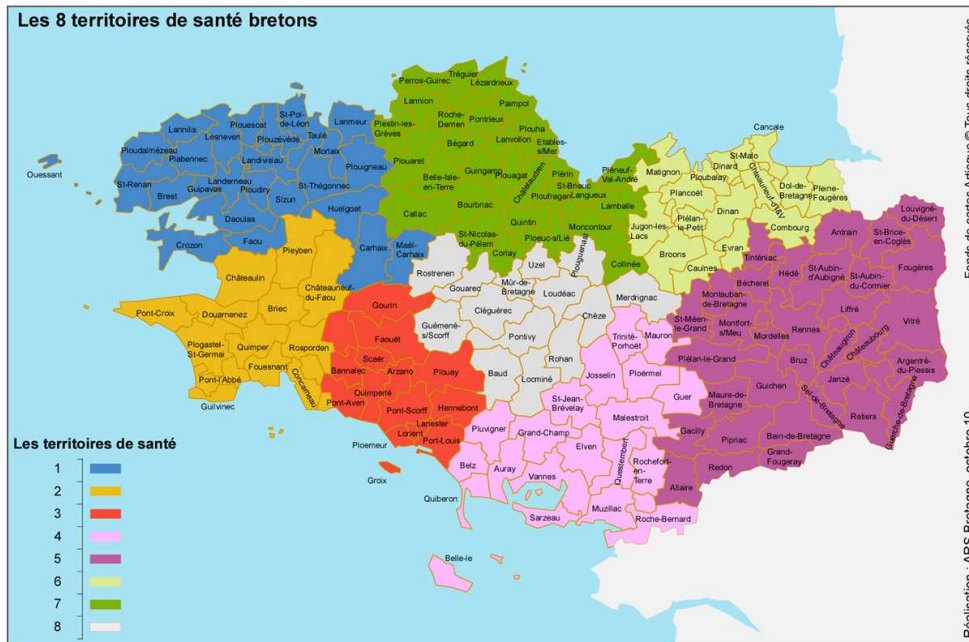 Les 8 territoires de santé bretons
Cancale
Tréguier
Perros-Guirec
Lézardrieux
Lannion
Paimpol
Roche-
Derrien
Pontrieux
Plestin-les-
Grèves
Plouha
Lanvollon
Etables-
s/Mer
Bégard
Plouaret
Guingamp
Châtelaudren
Belle-Isle-
en-Terre
Plouagat
Plérin
St-Brieuc
Ploufragan
Langueux
Pléneuf-
Val-André
Lamballe
Bourbriac
Callac
Quintin
Moncontour
St-Nicolas-
du-Pélem
Ploeuc-s/Lié
Corlay
Collinée
Plouescat
St-Pol-
de-Léon
Lannilis
Lesneven
Plouzévédé
Taulé
Lanmeur
Ploudalmézeau
Plabennec
Landivisiau
Morlaix
Plouigneau
Ouessant
St-Renan
Landerneau
Guipavas
Ploudiry
St-Thégonnec
Brest
Sizun
Huelgoat
Daoulas
Crozon
Faou
Carhaix
Maël-
Carhaix
Pleyben
Châteaulin
Châteauneuf-
du-Faou
Pont-Croix
Douarnenez
Briec
Plogastel-
St-Germai
Quimper
Rosporden
Fouesnant
Pont-l'Abbé
Concarneau
Guilvinec
Gourin
Faouët
Scaër
Bannalec
Arzano
Plouey
Quimperlé
Pont-Aven
Pont-Scorff
Hennebont
Lanester
Lorient
Port-Louis
Ploemeur
Groix
Rostrenen
Gouarec
Mûr-de-
Bretagne
Uzel
Plouguenast
Loudéac
Merdrignac
Cléguérec
Chèze
Guémené-
s/Scorff
Pontivy
Rohan
Baud
Locminé
Trinité-
Porhoët
Mauron
Josselin
Ploërmel
Guer
St-Jean-
Brévelay
Malestroit
Pluvigner
Grand-Champ
Elven
Questembert
Rochefort-
en-
Terre
Belz
Auray
Vannes
Quiberon
Sarzeau
Muzillac
Roche-Bernard
Belle-le
St-Malo
Dinard
Matignon
Ploubalay
Châteauneuf-d'I&V
Dol-de-
Bretagne
Pleine-
Fougères
Plancoët
Plélan-
le-Petit
Dinan
Combourg
Jugon-les-
Lacs
Evran
Broons
Caulnes
Louvigné-
du-Désert
Antrain
St-Brice-
en-Coglès
Tinténiac
Hédé
St-Aubin-
d'Aubigné
St-Aubin-
du-Cormier
Fougères
Bécherel
Montauban-
de-Bretagne
Liffré
St-Méen-
le-Grand
Montfort-
s/Meu
Rennes
Vitré
Mordelles
Châteaugiron
Châteaubourg
Plélan-le-Grand
Bruz
Argentré-
du-Plessis
Janzé
Guichen
Maure-de-
Bretagne
Sel-de-Bretagne
Retiers
Guerche-de-Bretagne
Gacilly
Pipriac
Bain-de-Bretagne
Grand-
Fougeray
Redon
Allaire
Les territoires de santé
1
2
3
4
5
6
7
8